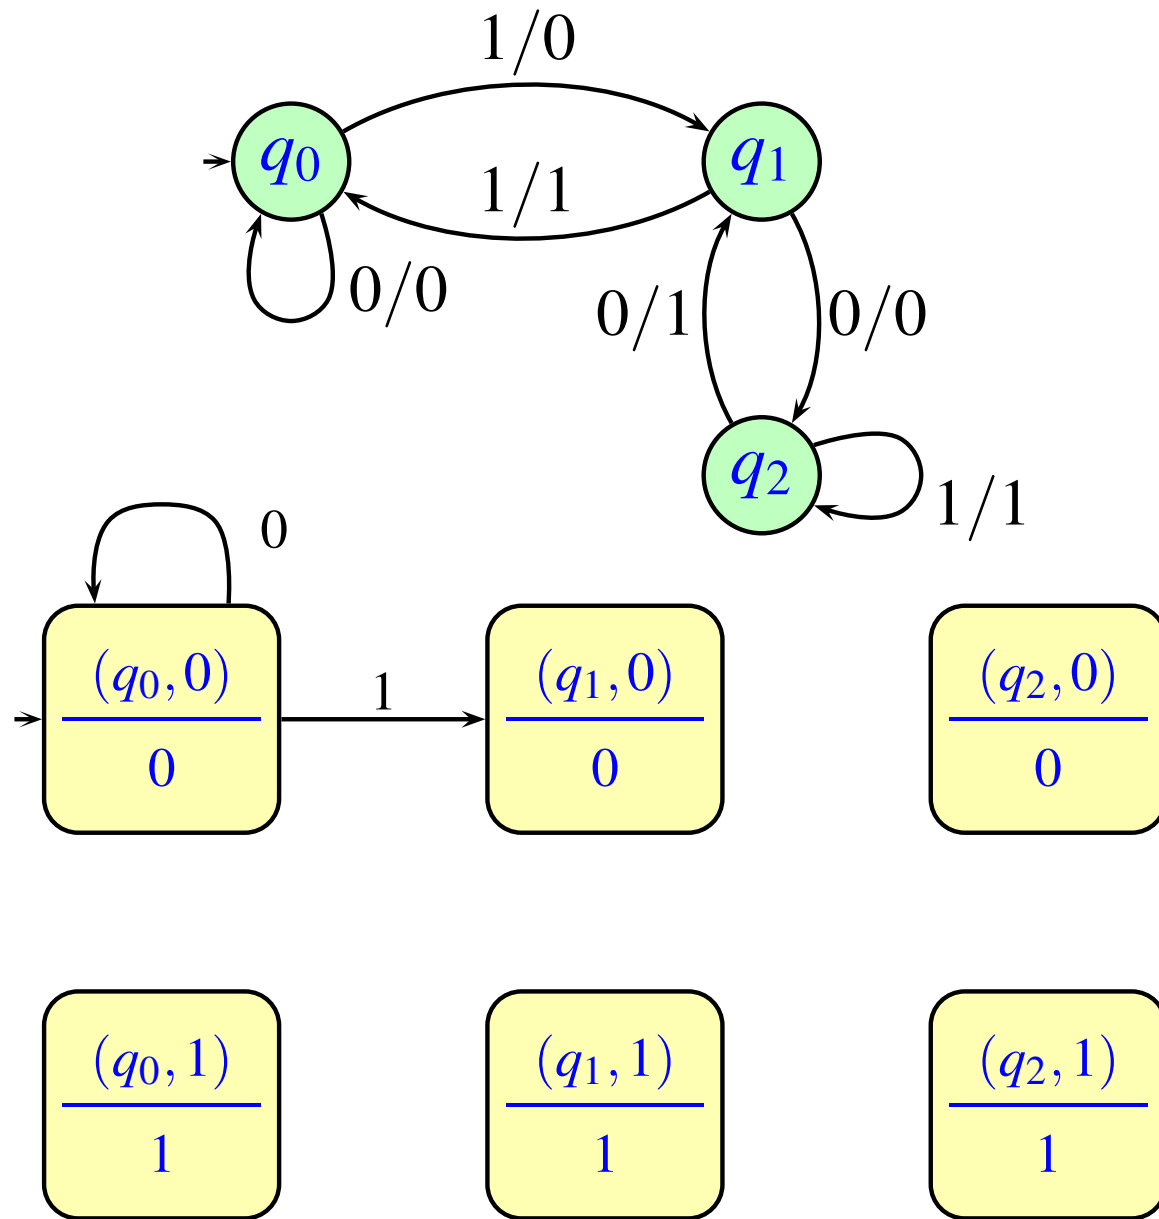 1/0
q0 q1
1/1
0/0 0/1 0/0
q2
1/1
0
(q0, 0) 1 (q1, 0) (q2, 0)
0 0 0
(q0, 1) (q1, 1) (q2, 1)
1 1 1